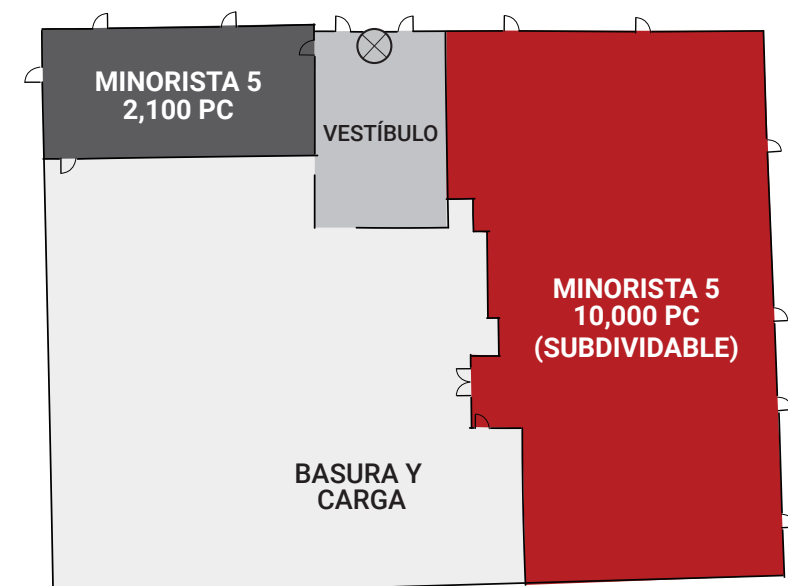 MINORISTA 5
2,100 PC
VESTÍBULO
MINORISTA 5
10,000 PC
(SUBDIVIDABLE)
BASURA Y
CARGA